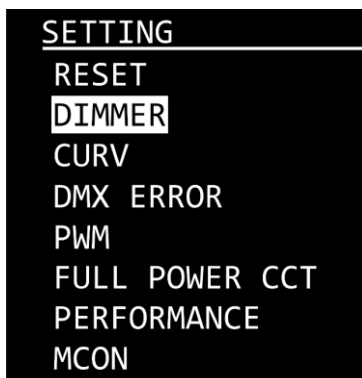 SETTING
RESET
DIMMER
CURV
DMX ERROR
PWM
FULL POWER CCT
PERFORMANCE
MCON